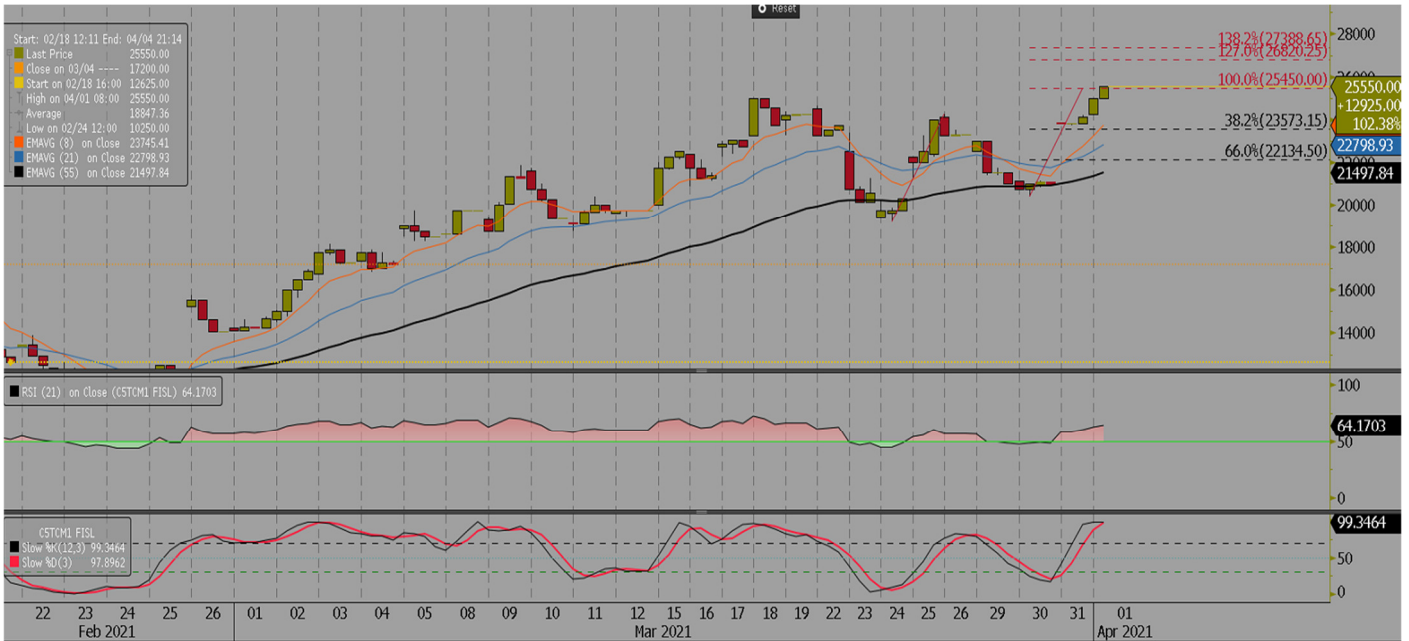 Reset
Start: 02/18 12:11 End: 04/04 21:14
Last Price 25550.00
Close on 03/04 ---- 17200.00
Start on 02/18 16:00 12625.00
High on 04/01 08:00 25550.00
Average 18847.36
Low on 02/24 12:00 10250.00
EMAVG (8) on Close 23745.41
EMAVG (21) on Close 22798.93
EMAVG (55) on Close 21497.84
138.2%(27388.65)
127.0%(26820.25)
100.0%(25450.00)
38.2%(23573.15)
66.0%(22134.50)
28000
26000
25550.00
+12925.00
102.38%
22798.93
22000
21497.84
20000
18000
16000
14000
RSI (21) on Close (C5TCM1 FISL) 64.1703
100
64.1703
50
0
C5TCM1 FISL
Slow %K(12,3) 99.3464
Slow %D(3) 97.8962
99.3464
50
0
22 23 24 25 26 01 02 03 04 05 08 09 10 11 12 15 16 17 18 19 22 23 24 25 26 29 30 31 01
Feb 2021 Mar 2021 Apr 2021